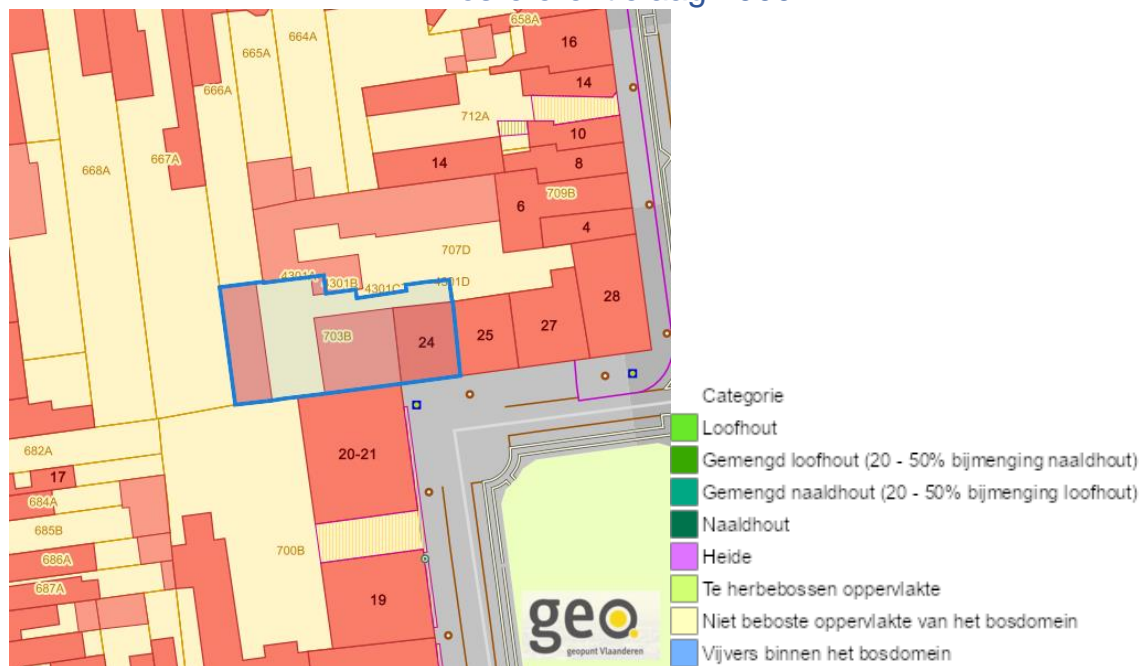 658A
664A
16
665A
14
666A
712A
10
667A
14
8
668A
709B
6
4
707D
4301A
4301B
4301C
4301D
28
27
703B
24
25
Categorie
Loofhout
682A
20-21
Gemengd loofhout (20 - 50% bijmenging naaldhout)
17
Gemengd naaldhout (20 - 50% bijmenging loofhout)
684A
Naaldhout
685B
700B
Heide
686A
687A
Te herbebossen oppervlakte
19
geo
Niet beboste oppervlakte van het bosdomein
geopunt Vlaanderen
Vijvers binnen het bosdomein